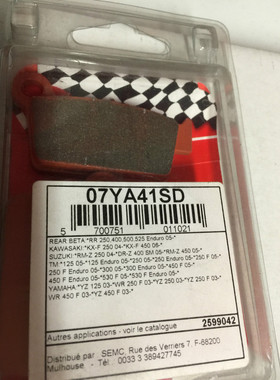 07YA41SD
5 700751 011021
REAR BETA:*RR 250,400,500,525 Enduro 05-*
KAWASAKI *KX-F 250 04-*KX-F 450 06-*
SUZUKI:*RM-Z 250 04-*DR-Z 400 SM 05-*RM-Z 450 05-*
TM:*125 05-*125 Enduro 05-*250 05-*250 Enduro 05-*250 F 05-*
250 F Enduro 05-*300 05-*300 Enduro 05-*400 F Enduro 05-*
450 F Enduro 05-*530 F 05-*530 F Enduro 05-*
YAMAHA:*YZ 125 03-*WR 250 F 03-*YZ 250 03-*YZ 250 F 03-*
WR 450 F 03-*YZ 450 F 03-*
Autres applications - voir le catalogue 2599042
Distribué par : SEMC, Rue des Verriers 7, F-68200
Mulhouse - Tél. 0033 3 389427745